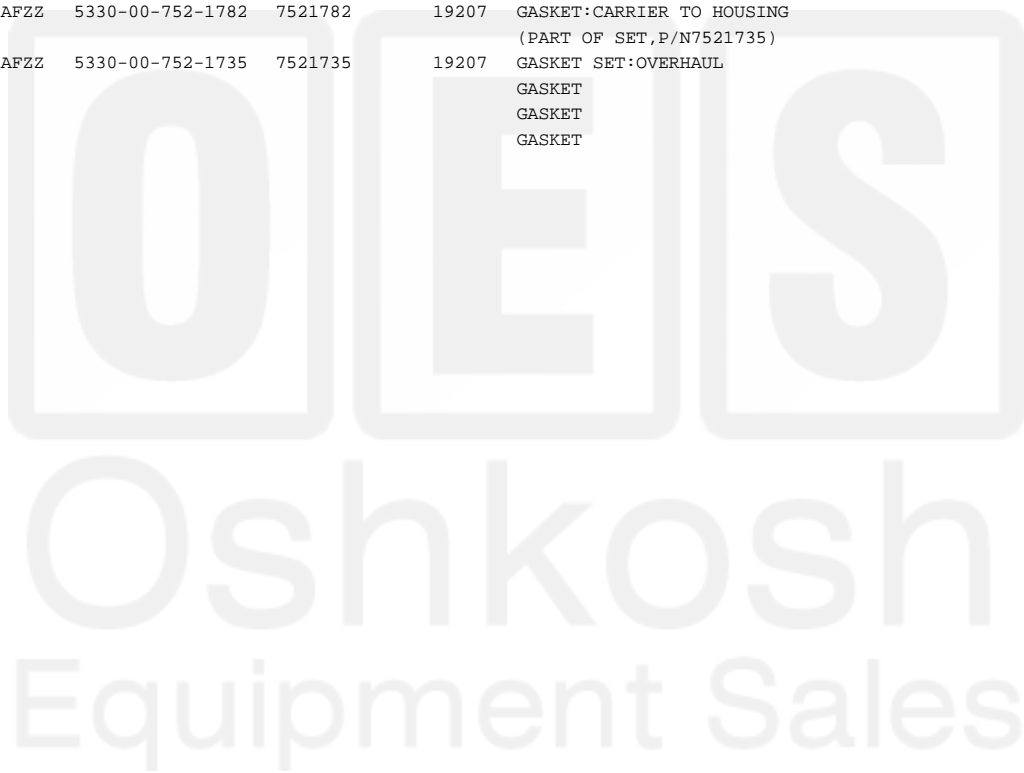 AFZZ 5330-00-752-1782 7521782 19207 GASKET:CARRIER TO HOUSING
(PART OF SET,P/N7521735)
AFZZ 5330-00-752-1735 7521735 19207 GASKET SET:OVERHAUL
GASKET
GASKET
GASKET
OES
Oshkosh
Equipment Sales